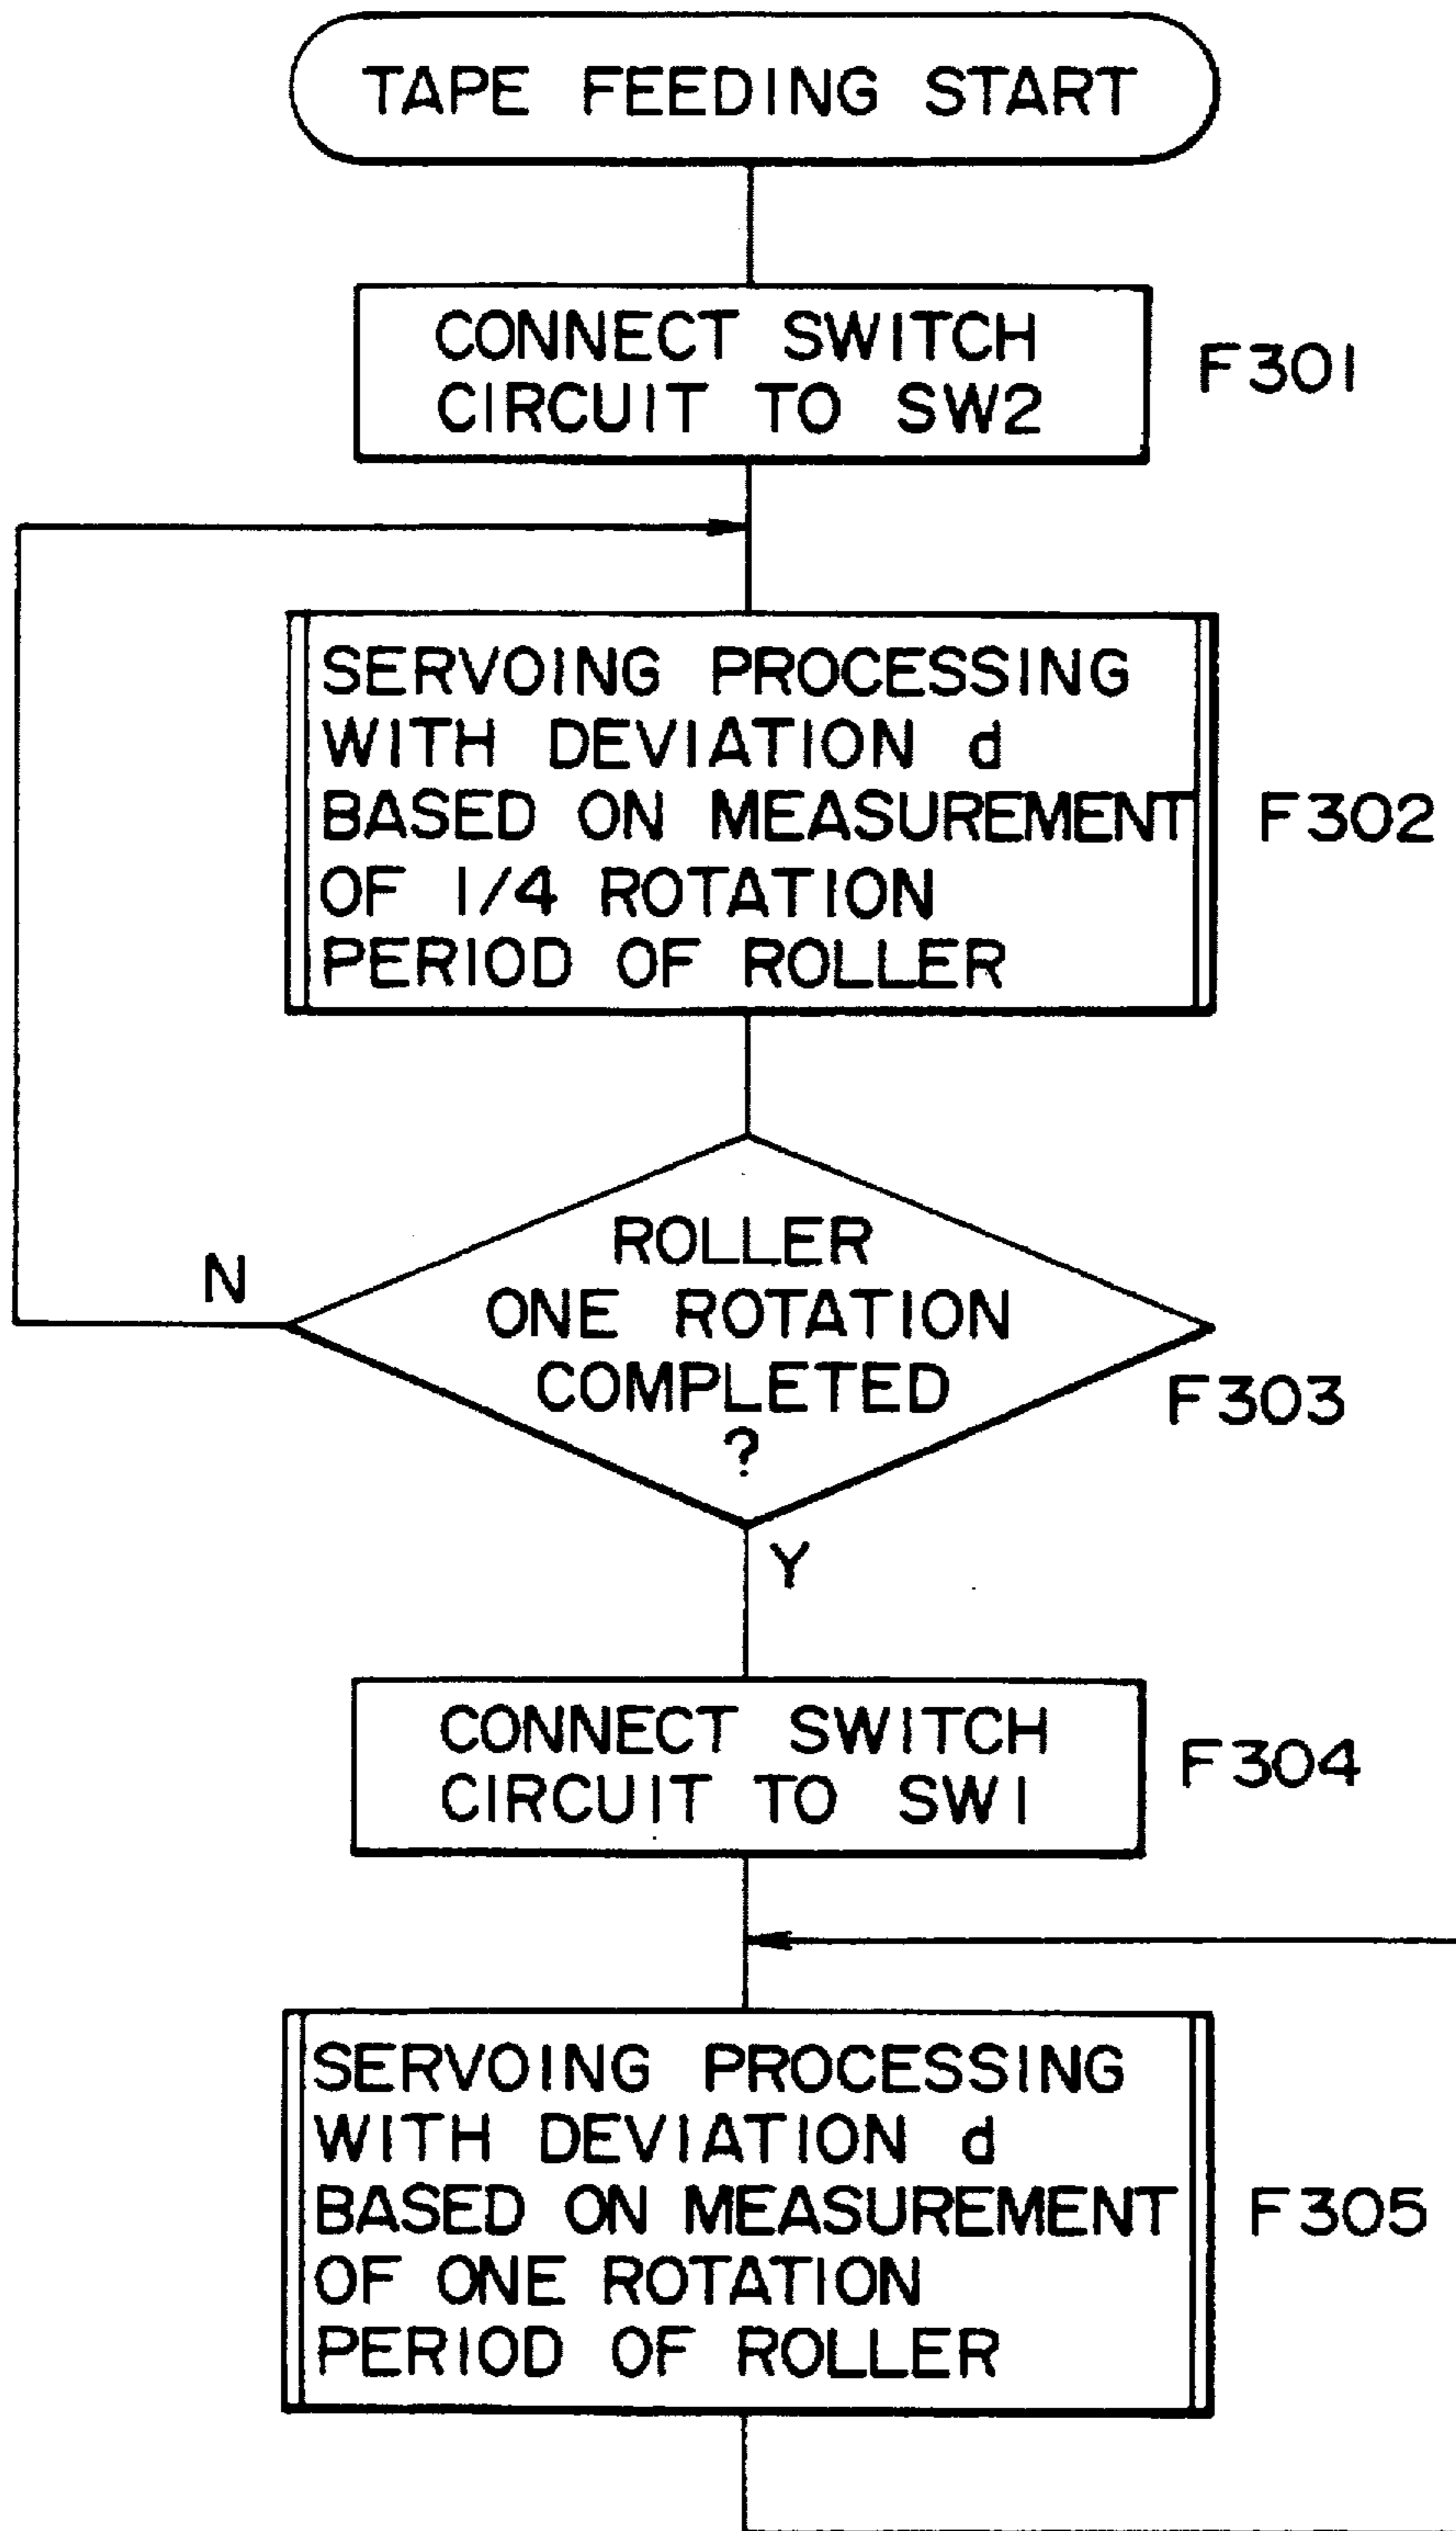 TAPE FEEDING START
CONNECT SWITCH
CIRCUIT TO SW2
F301
SERVOING PROCESSING
WITH DEVIATION d
BASED ON MEASUREMENT
OF 1/4 ROTATION
PERIOD OF ROLLER
F302
ROLLER
ONE ROTATION
COMPLETED
?
N
F303
Y
CONNECT SWITCH
CIRCUIT TO SW1
F304
SERVOING PROCESSING
WITH DEVIATION d
BASED ON MEASUREMENT
OF ONE ROTATION
PERIOD OF ROLLER
F305